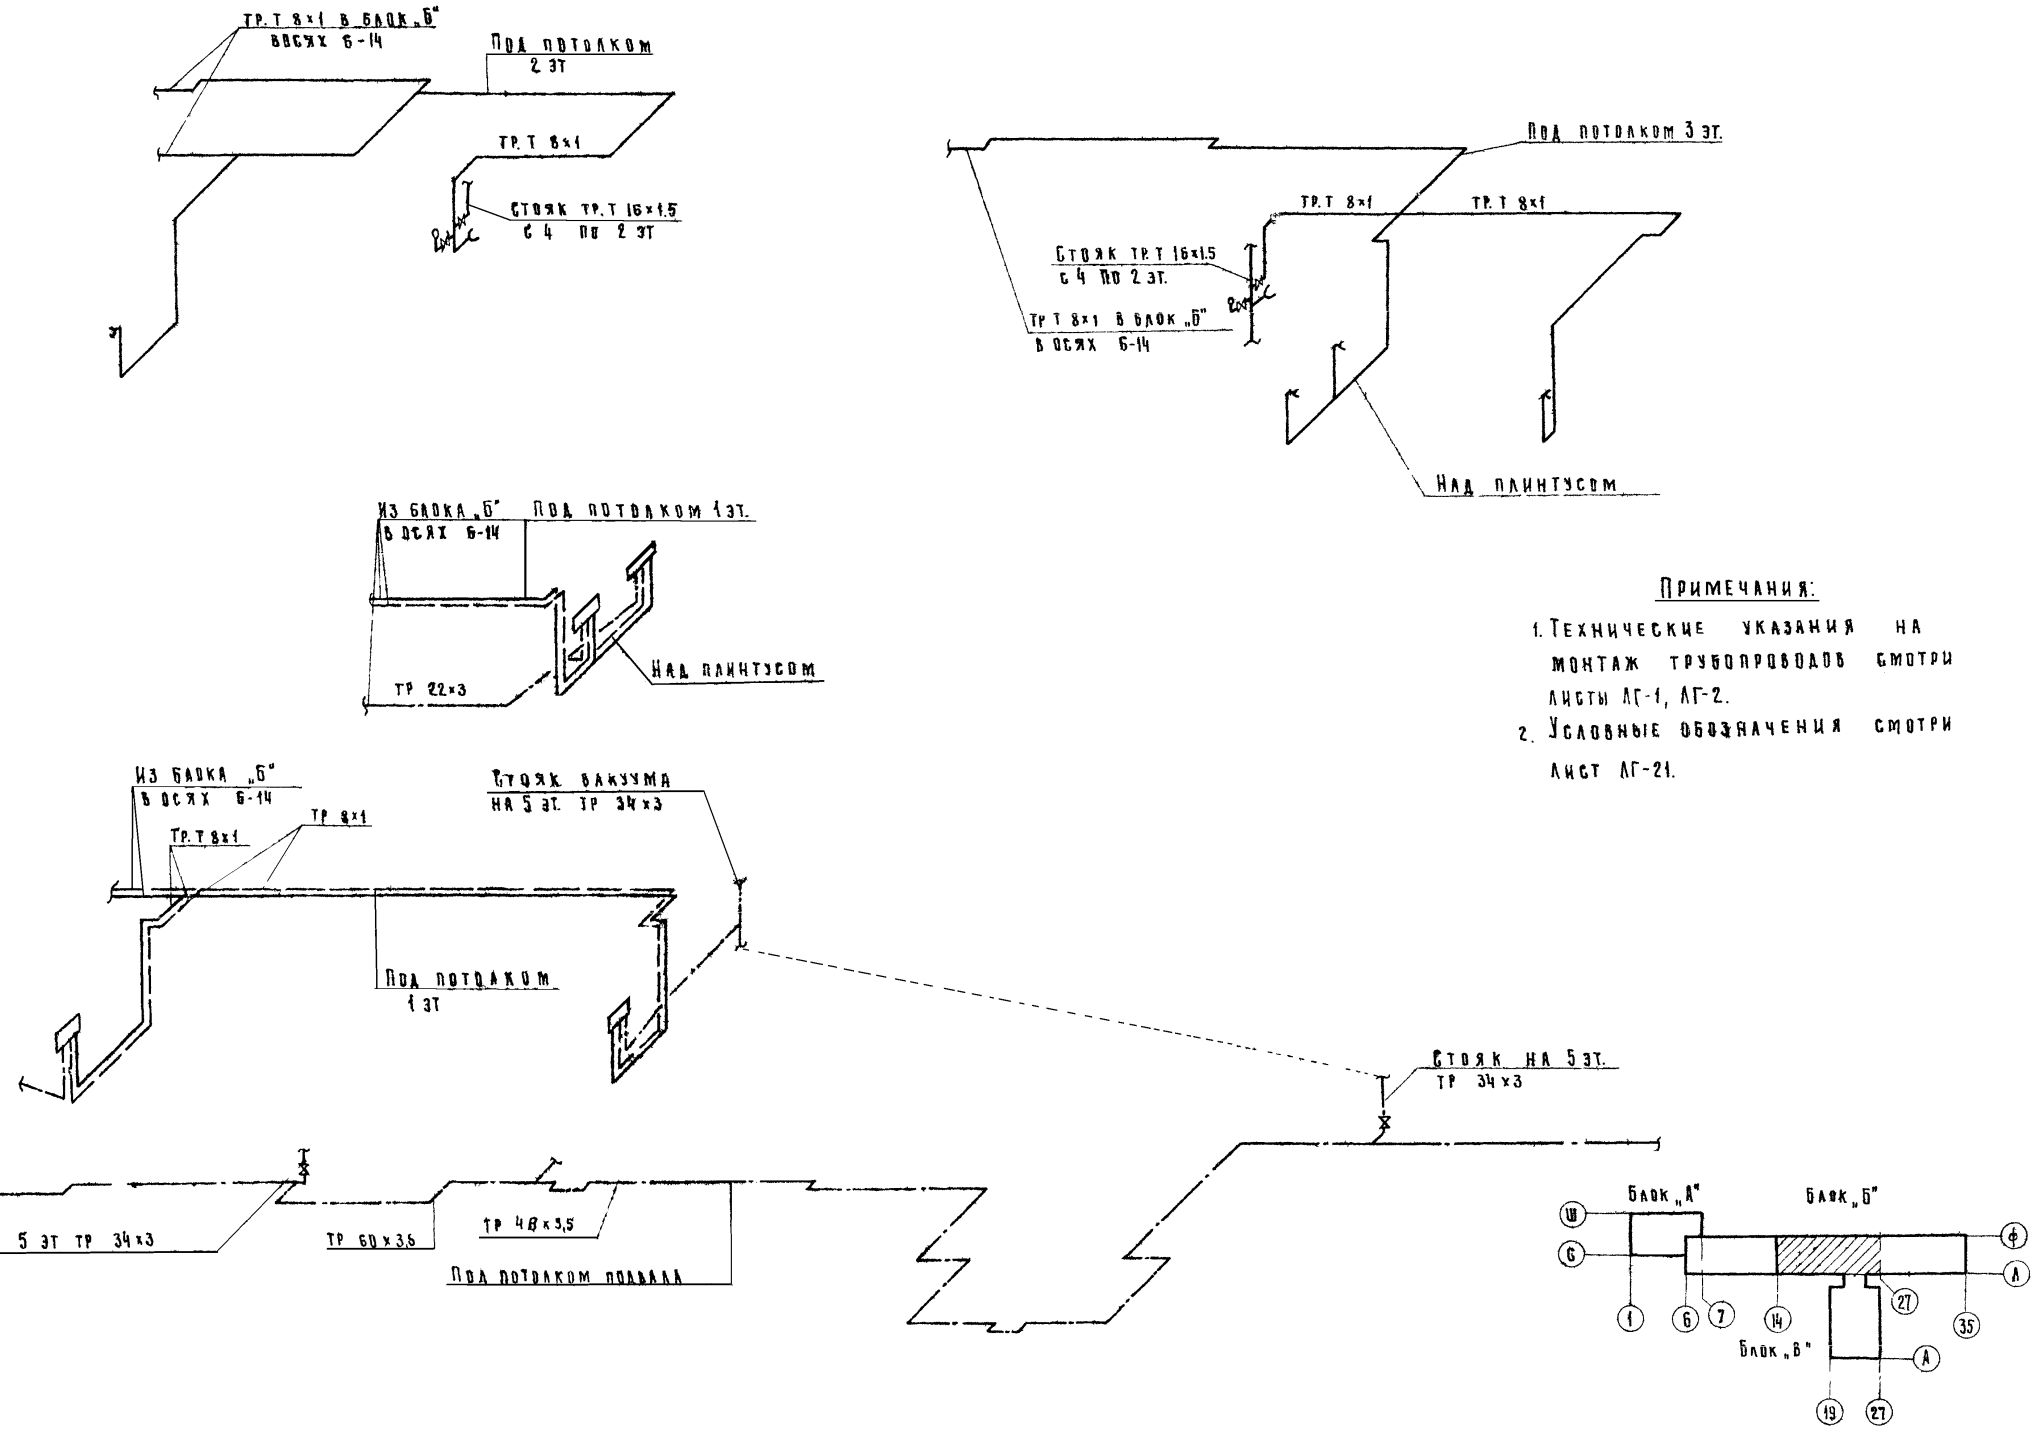 ТР.Т 8×1 В БЛОК „Б"
В ОСЯХ 6-14
ПОД ПОТОЛКОМ
2 ЭТ
ТР.Т 8×1
СТОЯК ТР.Т 16×1.5
С 4 ПО 2 ЭТ
ПОД ПОТОЛКОМ 3 ЭТ.
ТР.Т 8×1
ТР.Т 8×1
СТОЯК ТР.Т 16×1.5
С 4 ПО 2 ЭТ.
ТР Т 8×1 В БЛОК „Б"
В ОСЯХ 6-14
НАД ПЛИНТУСОМ
ИЗ БЛОКА „Б"
В ОСЯХ 6-14
ПОД ПОТОЛКОМ 1 ЭТ.
НАД ПЛИНТУСОМ
ТР 22×3
ПРИМЕЧАНИЯ:
1. ТЕХНИЧЕСКИЕ УКАЗАНИЯ НА
МОНТАЖ ТРУБОПРОВОДОВ СМОТРИ
ЛИСТЫ ЛГ-1, ЛГ-2.
2. УСЛОВНЫЕ ОБОЗНАЧЕНИЯ СМОТРИ
ЛИСТ ЛГ-21.
ИЗ БЛОКА „Б"
В ОСЯХ 6-14
ТР.Т 8×1
ТР 8×1
СТОЯК ВАКУУМА
НА 5 ЭТ. ТР 34×3
ПОД ПОТОЛКОМ
1 ЭТ
СТОЯК НА 5 ЭТ.
ТР 34×3
5 ЭТ ТР 34×3
ТР 60×3,5
ТР 48×3,5
ПОД ПОТОЛКОМ ПОДВАЛА
БЛОК „А"
БЛОК „Б"
Ш
С
Ф
Л
1
6
7
14
27
35
БЛОК „В"
А
19
27